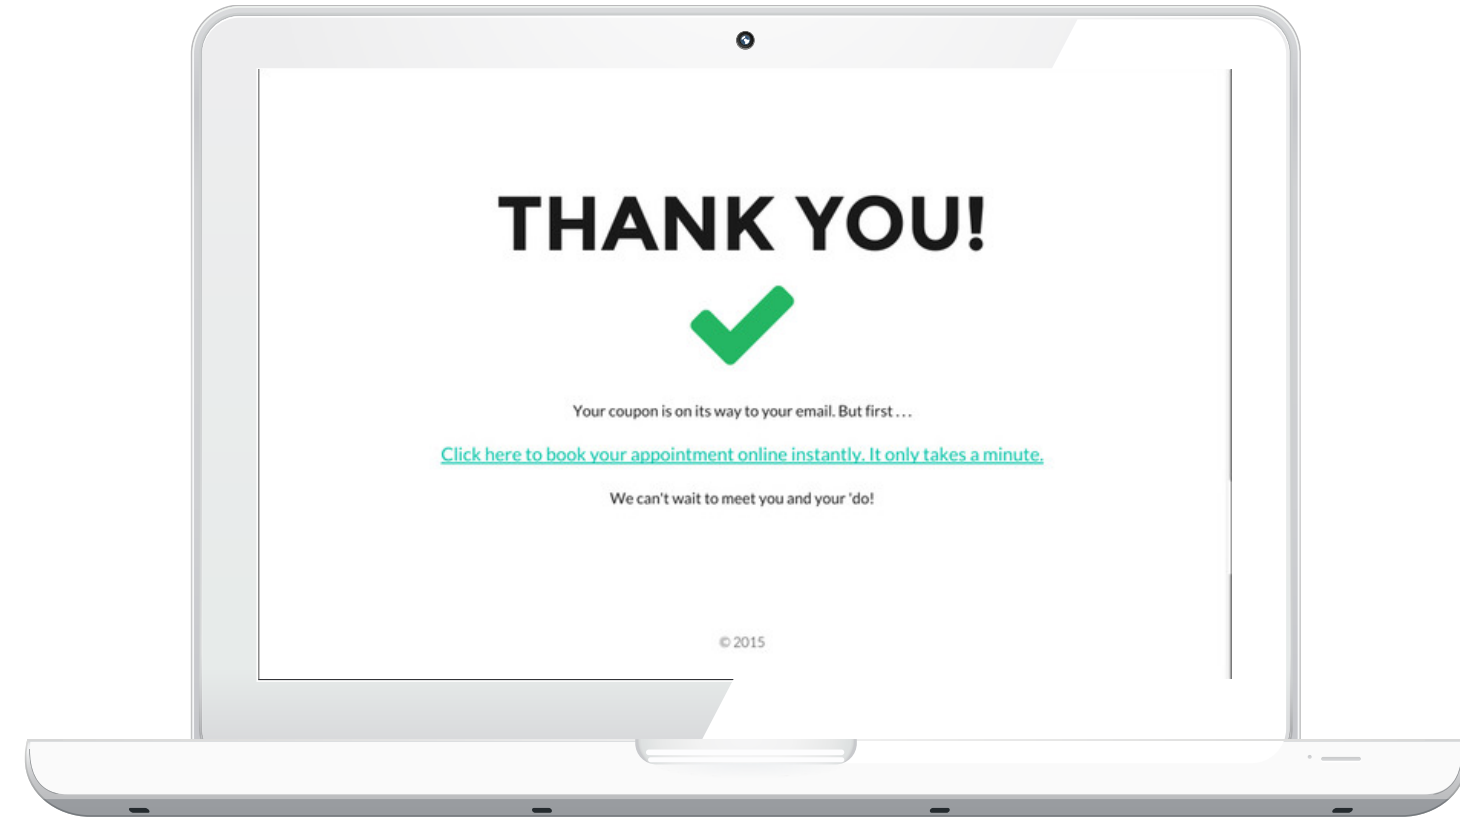 THANK YOU!
Your coupon is on its way to your email. But first . . .
Click here to book your appointment online instantly. It only takes a minute.
We can't wait to meet you and your 'do!
© 2015